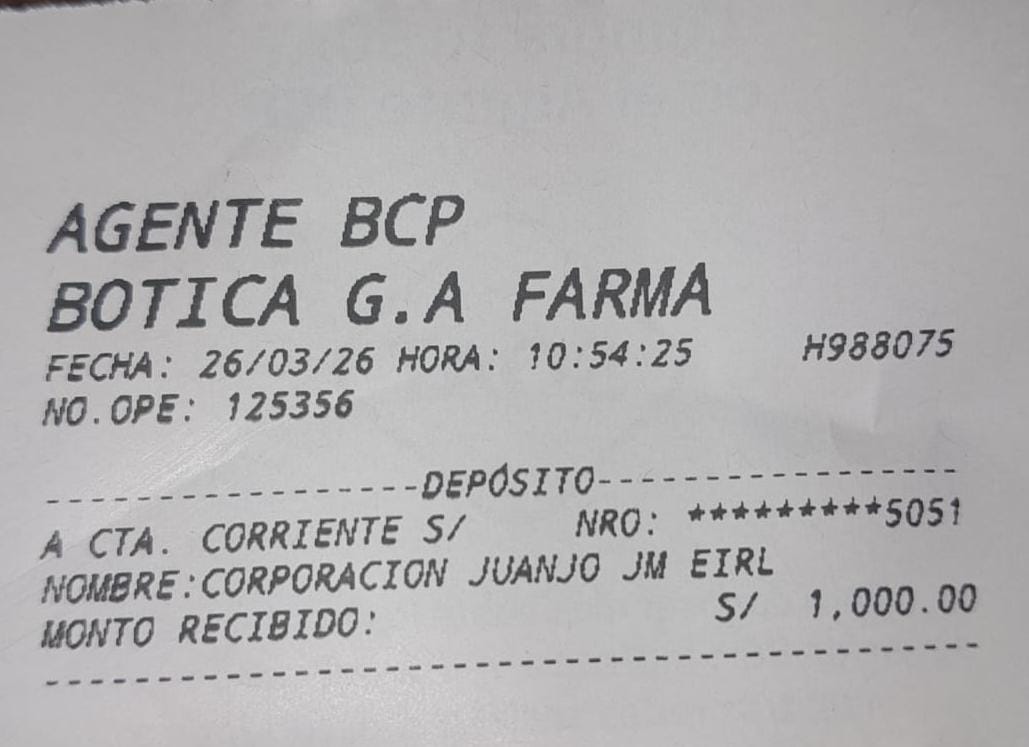 AGENTE BCP
BOTICA G.A FARMA
FECHA: 26/03/26 HORA: 10:54:25 H988075
NO.OPE: 125356
-----------------DEPÓSITO-----------------
A CTA. CORRIENTE S/ NRO: *********5051
NOMBRE:CORPORACION JUANJO JM EIRL
MONTO RECIBIDO: S/ 1,000.00
------------------------------------------